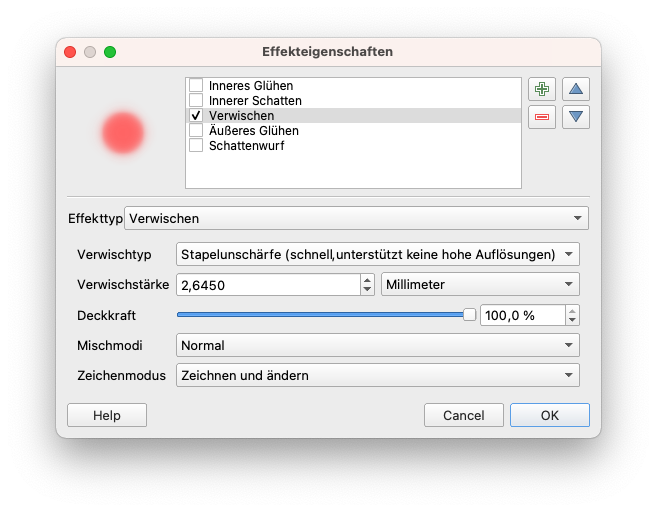 Effekteigenschaften
Inneres Glühen
Innerer Schatten
Verwischen
Äußeres Glühen
Schattenwurf
Effekttyp Verwischen
Verwischtyp Stapelunschärfe (schnell,unterstützt keine hohe Auflösungen)
Verwischstärke 2,6450 Millimeter
Deckkraft 100,0 %
Mischmodi Normal
Zeichenmodus Zeichnen und ändern
Help Cancel OK